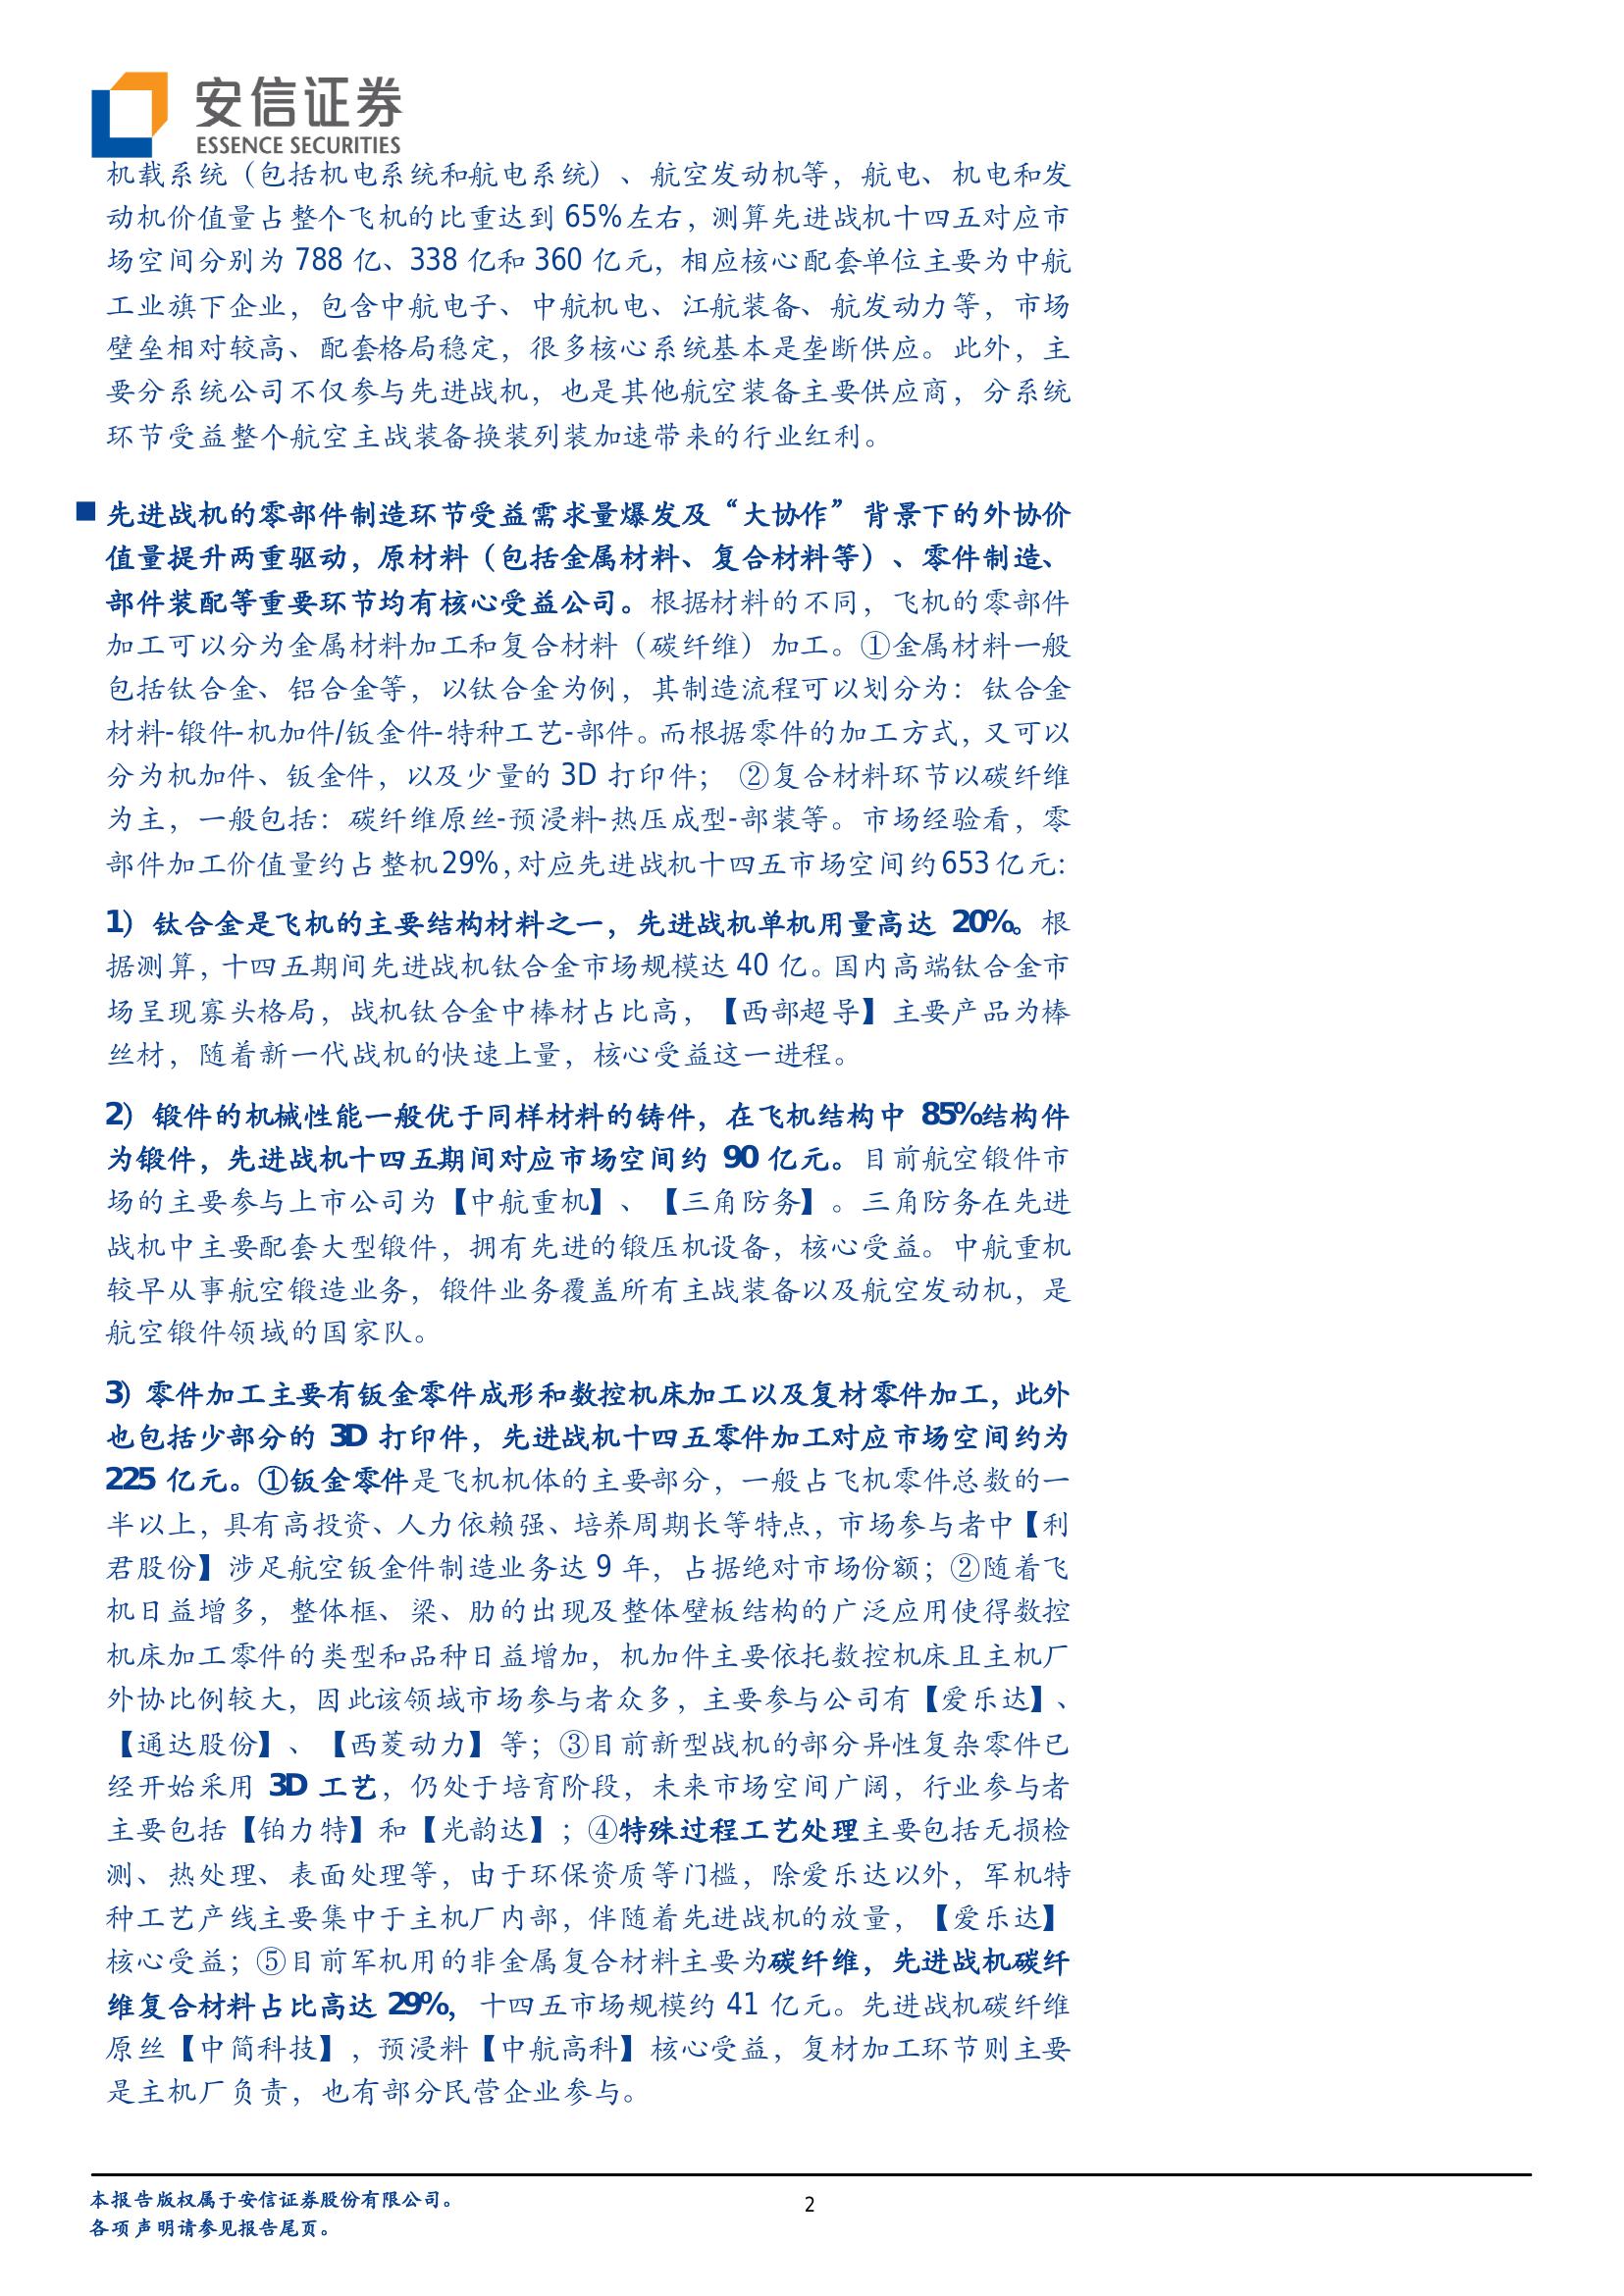 安信证券
ESSENCE SECURITIES
机载系统（包括机电系统和航电系统）、航空发动机等，航电、机电和发
动机价值量占整个飞机的比重达到 65%左右，测算先进战机十四五对应市
场空间分别为 788 亿、338 亿和 360 亿元，相应核心配套单位主要为中航
工业旗下企业，包含中航电子、中航机电、江航装备、航发动力等，市场
壁垒相对较高、配套格局稳定，很多核心系统基本是垄断供应。此外，主
要分系统公司不仅参与先进战机，也是其他航空装备主要供应商，分系统
环节受益整个航空主战装备换装列装加速带来的行业红利。
■ 先进战机的零部件制造环节受益需求量爆发及“大协作”背景下的外协价
值量提升两重驱动，原材料（包括金属材料、复合材料等）、零件制造、
部件装配等重要环节均有核心受益公司。根据材料的不同，飞机的零部件
加工可以分为金属材料加工和复合材料（碳纤维）加工。①金属材料一般
包括钛合金、铝合金等，以钛合金为例，其制造流程可以划分为：钛合金
材料-锻件-机加件/钣金件-特种工艺-部件。而根据零件的加工方式，又可以
分为机加件、钣金件，以及少量的 3D 打印件； ②复合材料环节以碳纤维
为主，一般包括：碳纤维原丝-预浸料-热压成型-部装等。市场经验看，零
部件加工价值量约占整机29%，对应先进战机十四五市场空间约653亿元：
1）钛合金是飞机的主要结构材料之一，先进战机单机用量高达 20%。根
据测算，十四五期间先进战机钛合金市场规模达 40 亿。国内高端钛合金市
场呈现寡头格局，战机钛合金中棒材占比高，【西部超导】主要产品为棒
丝材，随着新一代战机的快速上量，核心受益这一进程。
2）锻件的机械性能一般优于同样材料的铸件，在飞机结构中 85%结构件
为锻件，先进战机十四五期间对应市场空间约 90 亿元。目前航空锻件市
场的主要参与上市公司为【中航重机】、【三角防务】。三角防务在先进
战机中主要配套大型锻件，拥有先进的锻压机设备，核心受益。中航重机
较早从事航空锻造业务，锻件业务覆盖所有主战装备以及航空发动机，是
航空锻件领域的国家队。
3）零件加工主要有钣金零件成形和数控机床加工以及复材零件加工，此外
也包括少部分的 3D 打印件，先进战机十四五零件加工对应市场空间约为
225 亿元。①钣金零件是飞机机体的主要部分，一般占飞机零件总数的一
半以上，具有高投资、人力依赖强、培养周期长等特点，市场参与者中【利
君股份】涉足航空钣金件制造业务达 9 年，占据绝对市场份额；②随着飞
机日益增多，整体框、梁、肋的出现及整体壁板结构的广泛应用使得数控
机床加工零件的类型和品种日益增加，机加件主要依托数控机床且主机厂
外协比例较大，因此该领域市场参与者众多，主要参与公司有【爱乐达】、
【通达股份】、【西菱动力】等；③目前新型战机的部分异性复杂零件已
经开始采用 3D 工艺，仍处于培育阶段，未来市场空间广阔，行业参与者
主要包括【铂力特】和【光韵达】；④特殊过程工艺处理主要包括无损检
测、热处理、表面处理等，由于环保资质等门槛，除爱乐达以外，军机特
种工艺产线主要集中于主机厂内部，伴随着先进战机的放量，【爱乐达】
核心受益；⑤目前军机用的非金属复合材料主要为碳纤维，先进战机碳纤
维复合材料占比高达 29%，十四五市场规模约 41 亿元。先进战机碳纤维
原丝【中简科技】，预浸料【中航高科】核心受益，复材加工环节则主要
是主机厂负责，也有部分民营企业参与。
本报告版权属于安信证券股份有限公司。
2
各项声明请参见报告尾页。